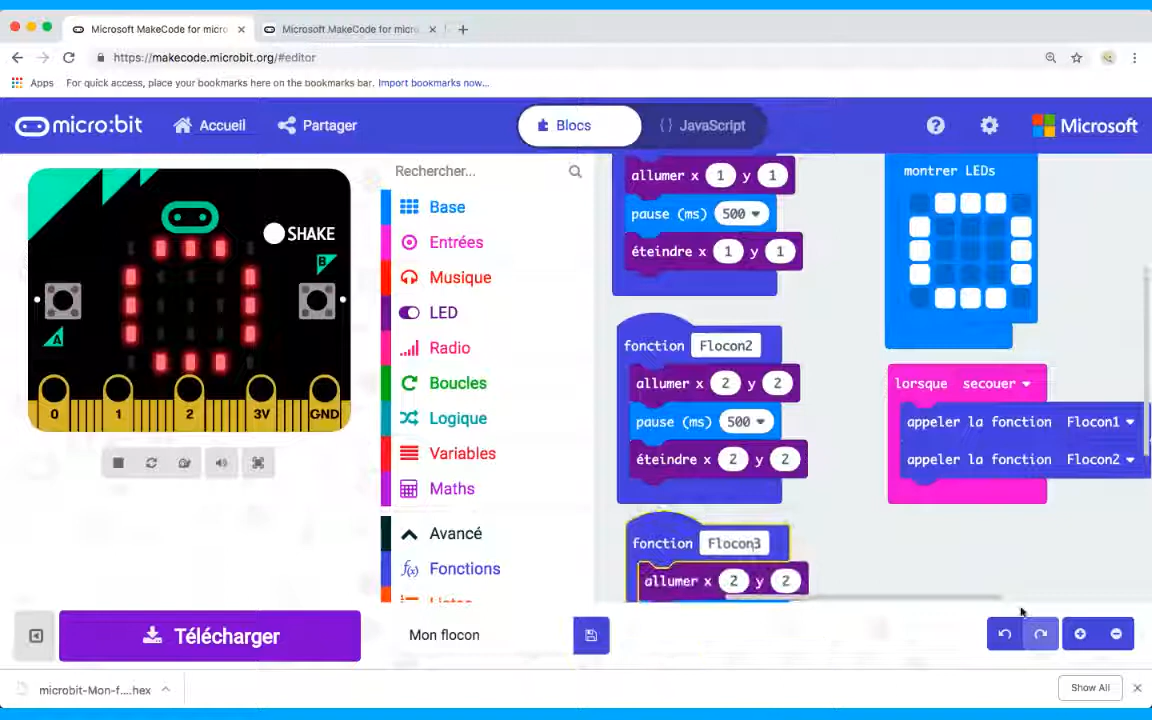 Microsoft MakeCode for micro
Microsoft MakeCode for micro
https://makecode.microbit.org/#editor
Apps For quick access, place your bookmarks here on the bookmarks bar. Import bookmarks now...
micro:bit Accueil Partager Blocs {} JavaScript Microsoft
SHAKE
B
A
0 1 2 3V GND
Rechercher...
Base
Entrées
Musique
LED
Radio
Boucles
Logique
Variables
Maths
Avancé
f(x) Fonctions
Listes
allumer x 1 y 1
pause (ms) 500
éteindre x 1 y 1
fonction Flocon2
allumer x 2 y 2
pause (ms) 500
éteindre x 2 y 2
fonction Flocon3
allumer x 2 y 2
montrer LEDs
lorsque secouer
appeler la fonction Flocon1
appeler la fonction Flocon2
Télécharger
Mon flocon
microbit-Mon-f....hex
Show All